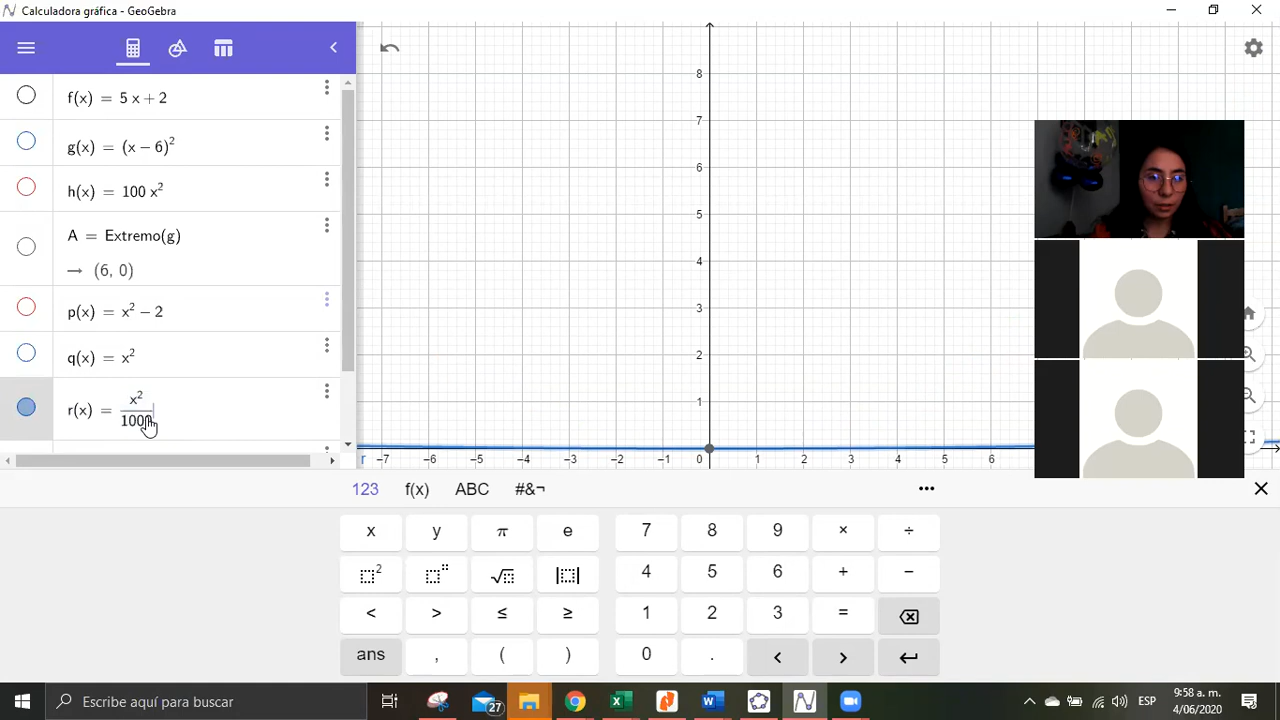 Calculadora gráfica - GeoGebra
f(x) = 5 x + 2
g(x) = (x − 6)²
h(x) = 100 x²
A = Extremo(g)
→ (6, 0)
p(x) = x² − 2
q(x) = x²
r(x) = x²/1000
8
7
6
5
4
3
2
1
r −7 −6 −5 −4 −3 −2 −1 0 1 2 3 4 5 6
123 f(x) ABC #&¬
x y π e 7 8 9 × ÷
4 5 6 + −
< > ≤ ≥ 1 2 3 =
ans , ( ) 0 . < >
Escribe aquí para buscar
27
ESP
9:58 a. m.
4/06/2020